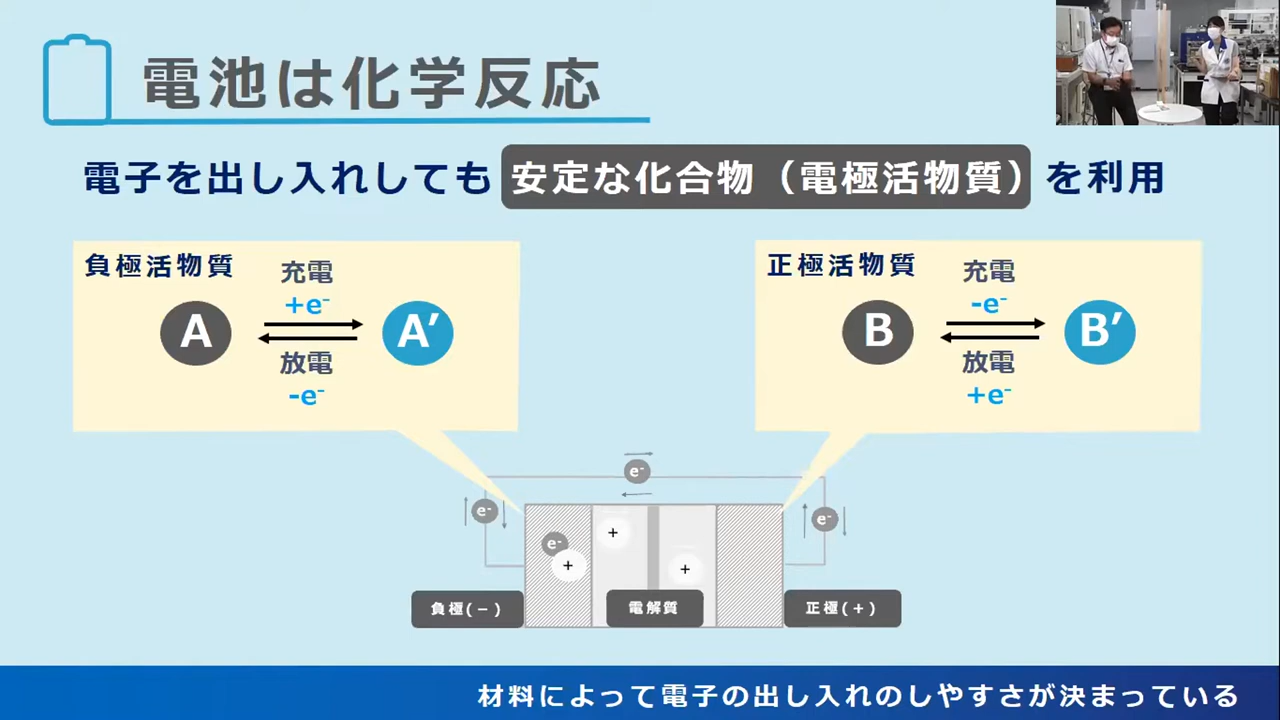 電池は化学反応
電子を出し入れしても 安定な化合物（電極活物質） を利用
負極活物質
充電
+e⁻
A
A′
放電
-e⁻
正極活物質
充電
-e⁻
B
B′
放電
+e⁻
e⁻
e⁻
e⁻
e⁻
+
+
+
負極(－)
電解質
正極(＋)
材料によって電子の出し入れのしやすさが決まっている